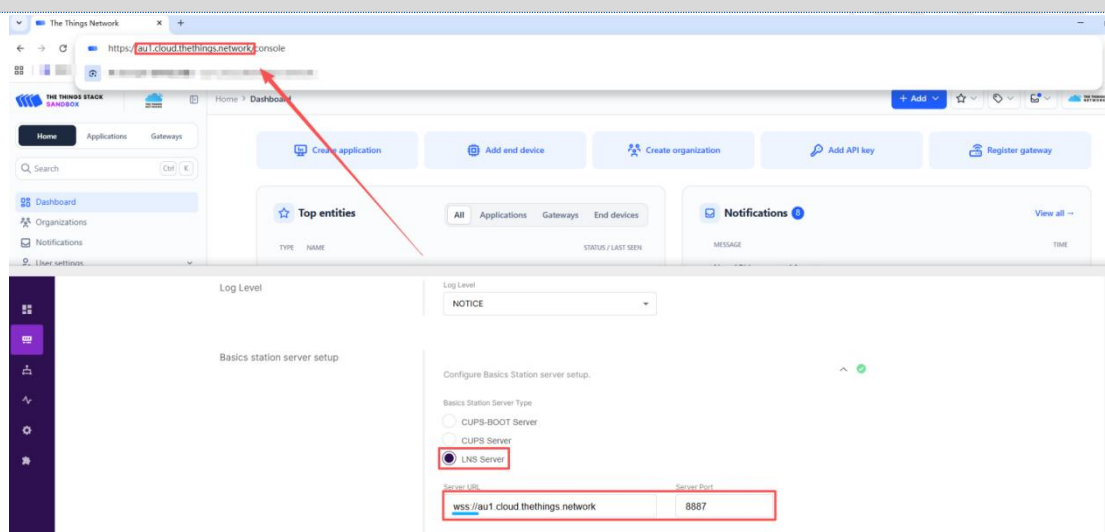 The Things Network
https://au1.cloud.thethings.network/console
THE THINGS STACK
SANDBOX
Home > Dashboard
+ Add
Home Applications Gateways
Create application Add end device Create organization Add API key Register gateway
Search Ctrl K
Dashboard
Top entities All Applications Gateways End devices Notifications 8 View all →
Organizations
Notifications
TYPE NAME STATUS / LAST SEEN MESSAGE TIME
User settings
Log Level Log Level
NOTICE
Basics station server setup
Configure Basics Station server setup.
Basics Station Server Type
CUPS-BOOT Server
CUPS Server
LNS Server
Server URL Server Port
wss://au1.cloud.thethings.network 8887